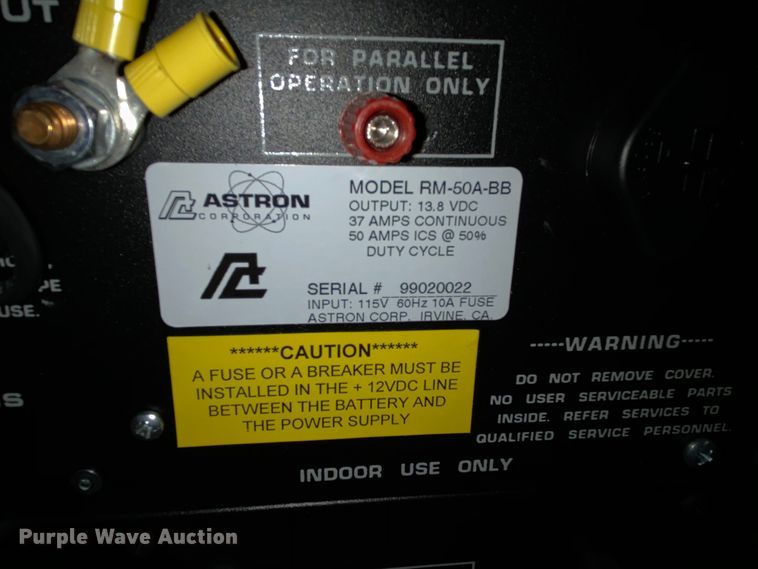 UT
FOR PARALLEL
OPERATION ONLY
ASTRON
CORPORATION
MODEL RM-50A-BB
OUTPUT: 13.8 VDC
37 AMPS CONTINUOUS
50 AMPS ICS @ 50%
DUTY CYCLE
SERIAL # 99020022
INPUT: 115V 60Hz 10A FUSE
ASTRON CORP. IRVINE, CA.
PE
USE.
******CAUTION******
A FUSE OR A BREAKER MUST BE
INSTALLED IN THE + 12VDC LINE
BETWEEN THE BATTERY AND
THE POWER SUPPLY
-----WARNING-----
DO NOT REMOVE COVER.
NO USER SERVICEABLE PARTS
INSIDE. REFER SERVICES TO
QUALIFIED SERVICE PERSONNEL.
S
INDOOR USE ONLY
Purple Wave Auction